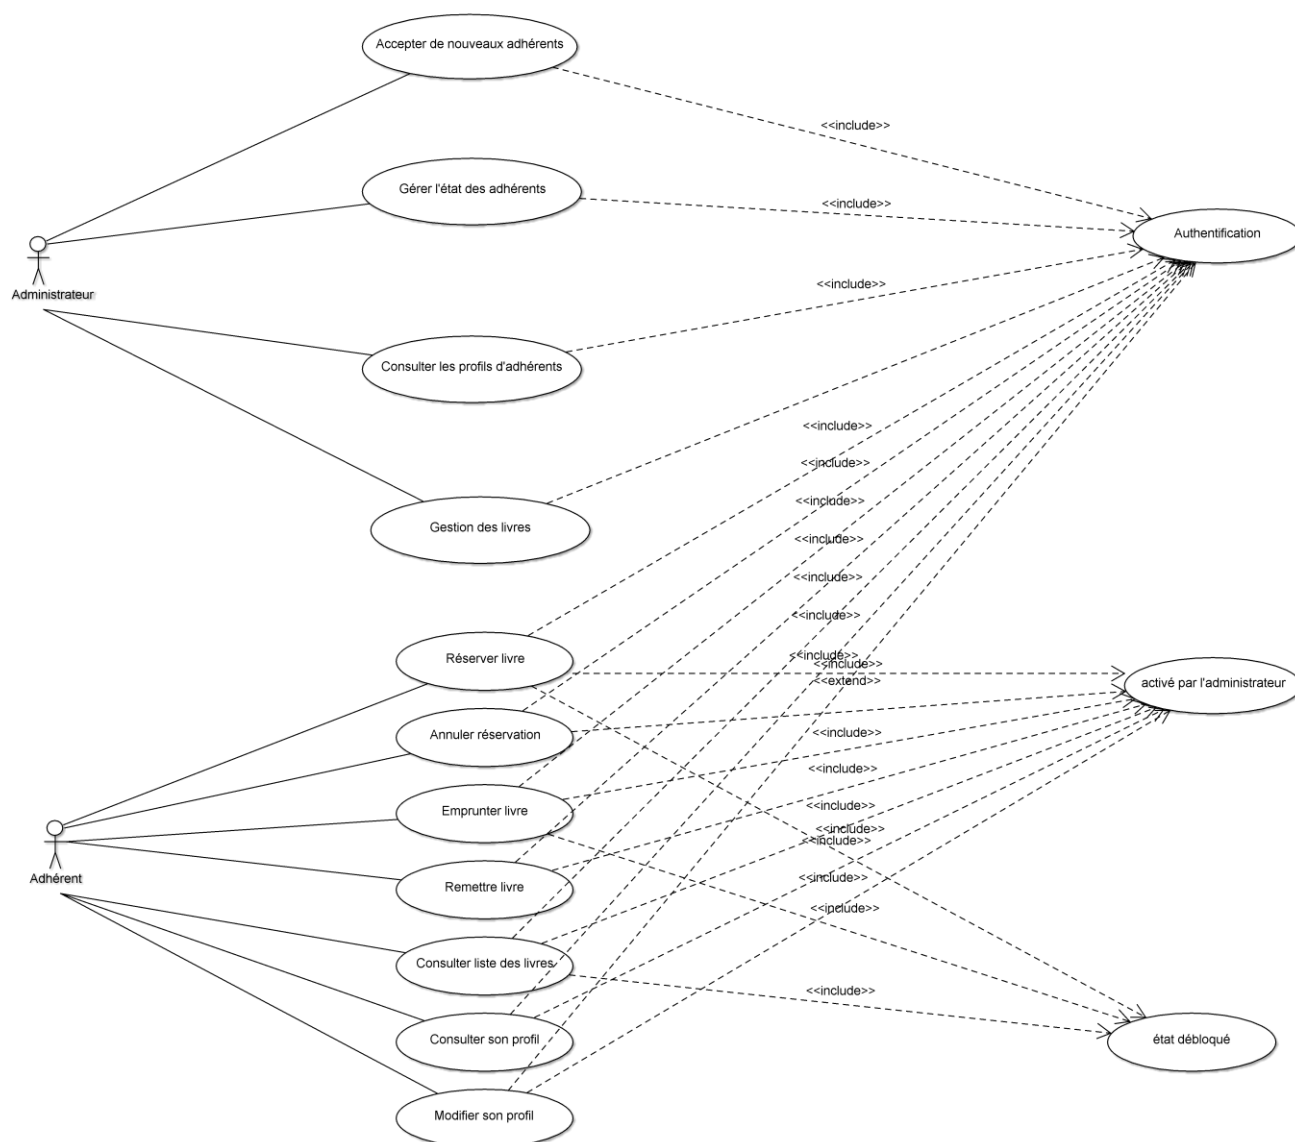 Accepter de nouveaux adhérents
<<include>>
Gérer l'état des adhérents
<<include>>
Authentification
<<include>>
Administrateur
Consulter les profils d'adhérents
<<include>>
<<include>>
<<include>>
Gestion des livres
<<include>>
<<include>>
<<include>>
Réserver livre
<<include>>
<<include>>
<<extend>>
activé par l'administrateur
Annuler réservation
<<include>>
<<include>>
Emprunter livre
<<include>>
<<include>>
<<include>>
Adhérent
<<include>>
Remettre livre
<<include>>
Consulter liste des livres
<<include>>
Consulter son profil
état débloqué
Modifier son profil